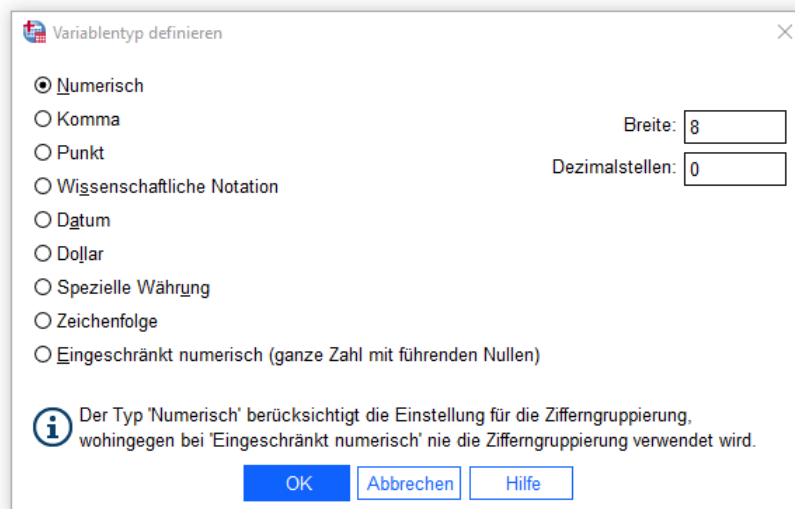 Variablentyp definieren
Numerisch
Komma
Breite: 8
Punkt
Dezimalstellen: 0
Wissenschaftliche Notation
Datum
Dollar
Spezielle Währung
Zeichenfolge
Eingeschränkt numerisch (ganze Zahl mit führenden Nullen)
Der Typ 'Numerisch' berücksichtigt die Einstellung für die Zifferngruppierung,
wohingegen bei 'Eingeschränkt numerisch' nie die Zifferngruppierung verwendet wird.
OK Abbrechen Hilfe